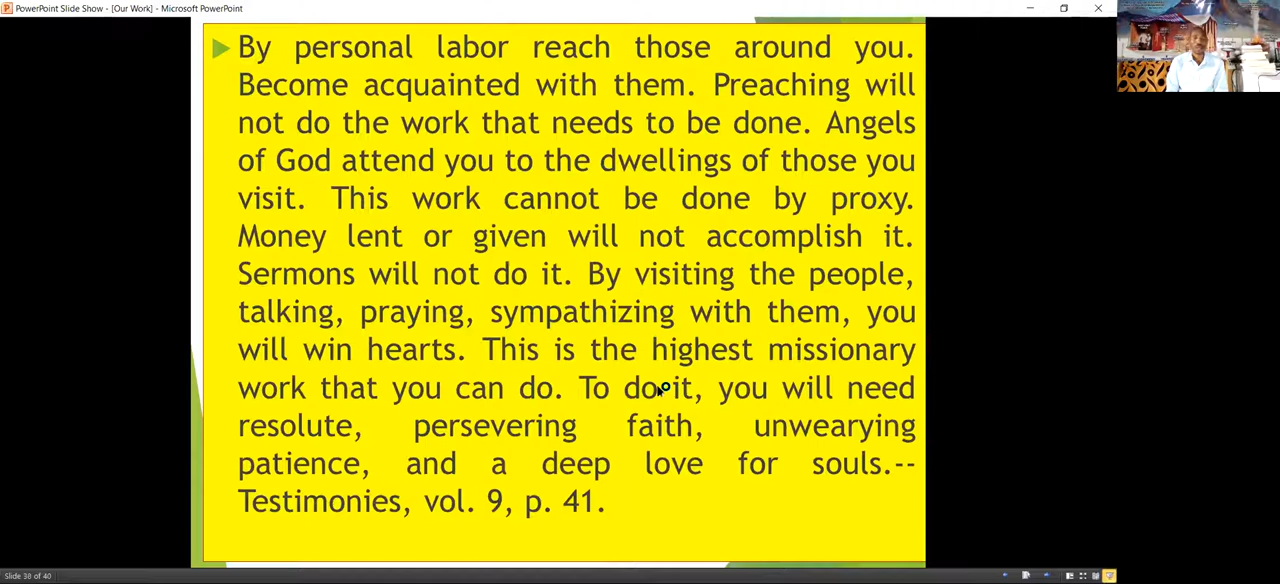 PowerPoint Slide Show - [Our Work] - Microsoft PowerPoint
By personal labor reach those around you.
Become acquainted with them. Preaching will
not do the work that needs to be done. Angels
of God attend you to the dwellings of those you
visit. This work cannot be done by proxy.
Money lent or given will not accomplish it.
Sermons will not do it. By visiting the people,
talking, praying, sympathizing with them, you
will win hearts. This is the highest missionary
work that you can do. To do it, you will need
resolute, persevering faith, unwearying
patience, and a deep love for souls.--
Testimonies, vol. 9, p. 41.
Slide 38 of 40